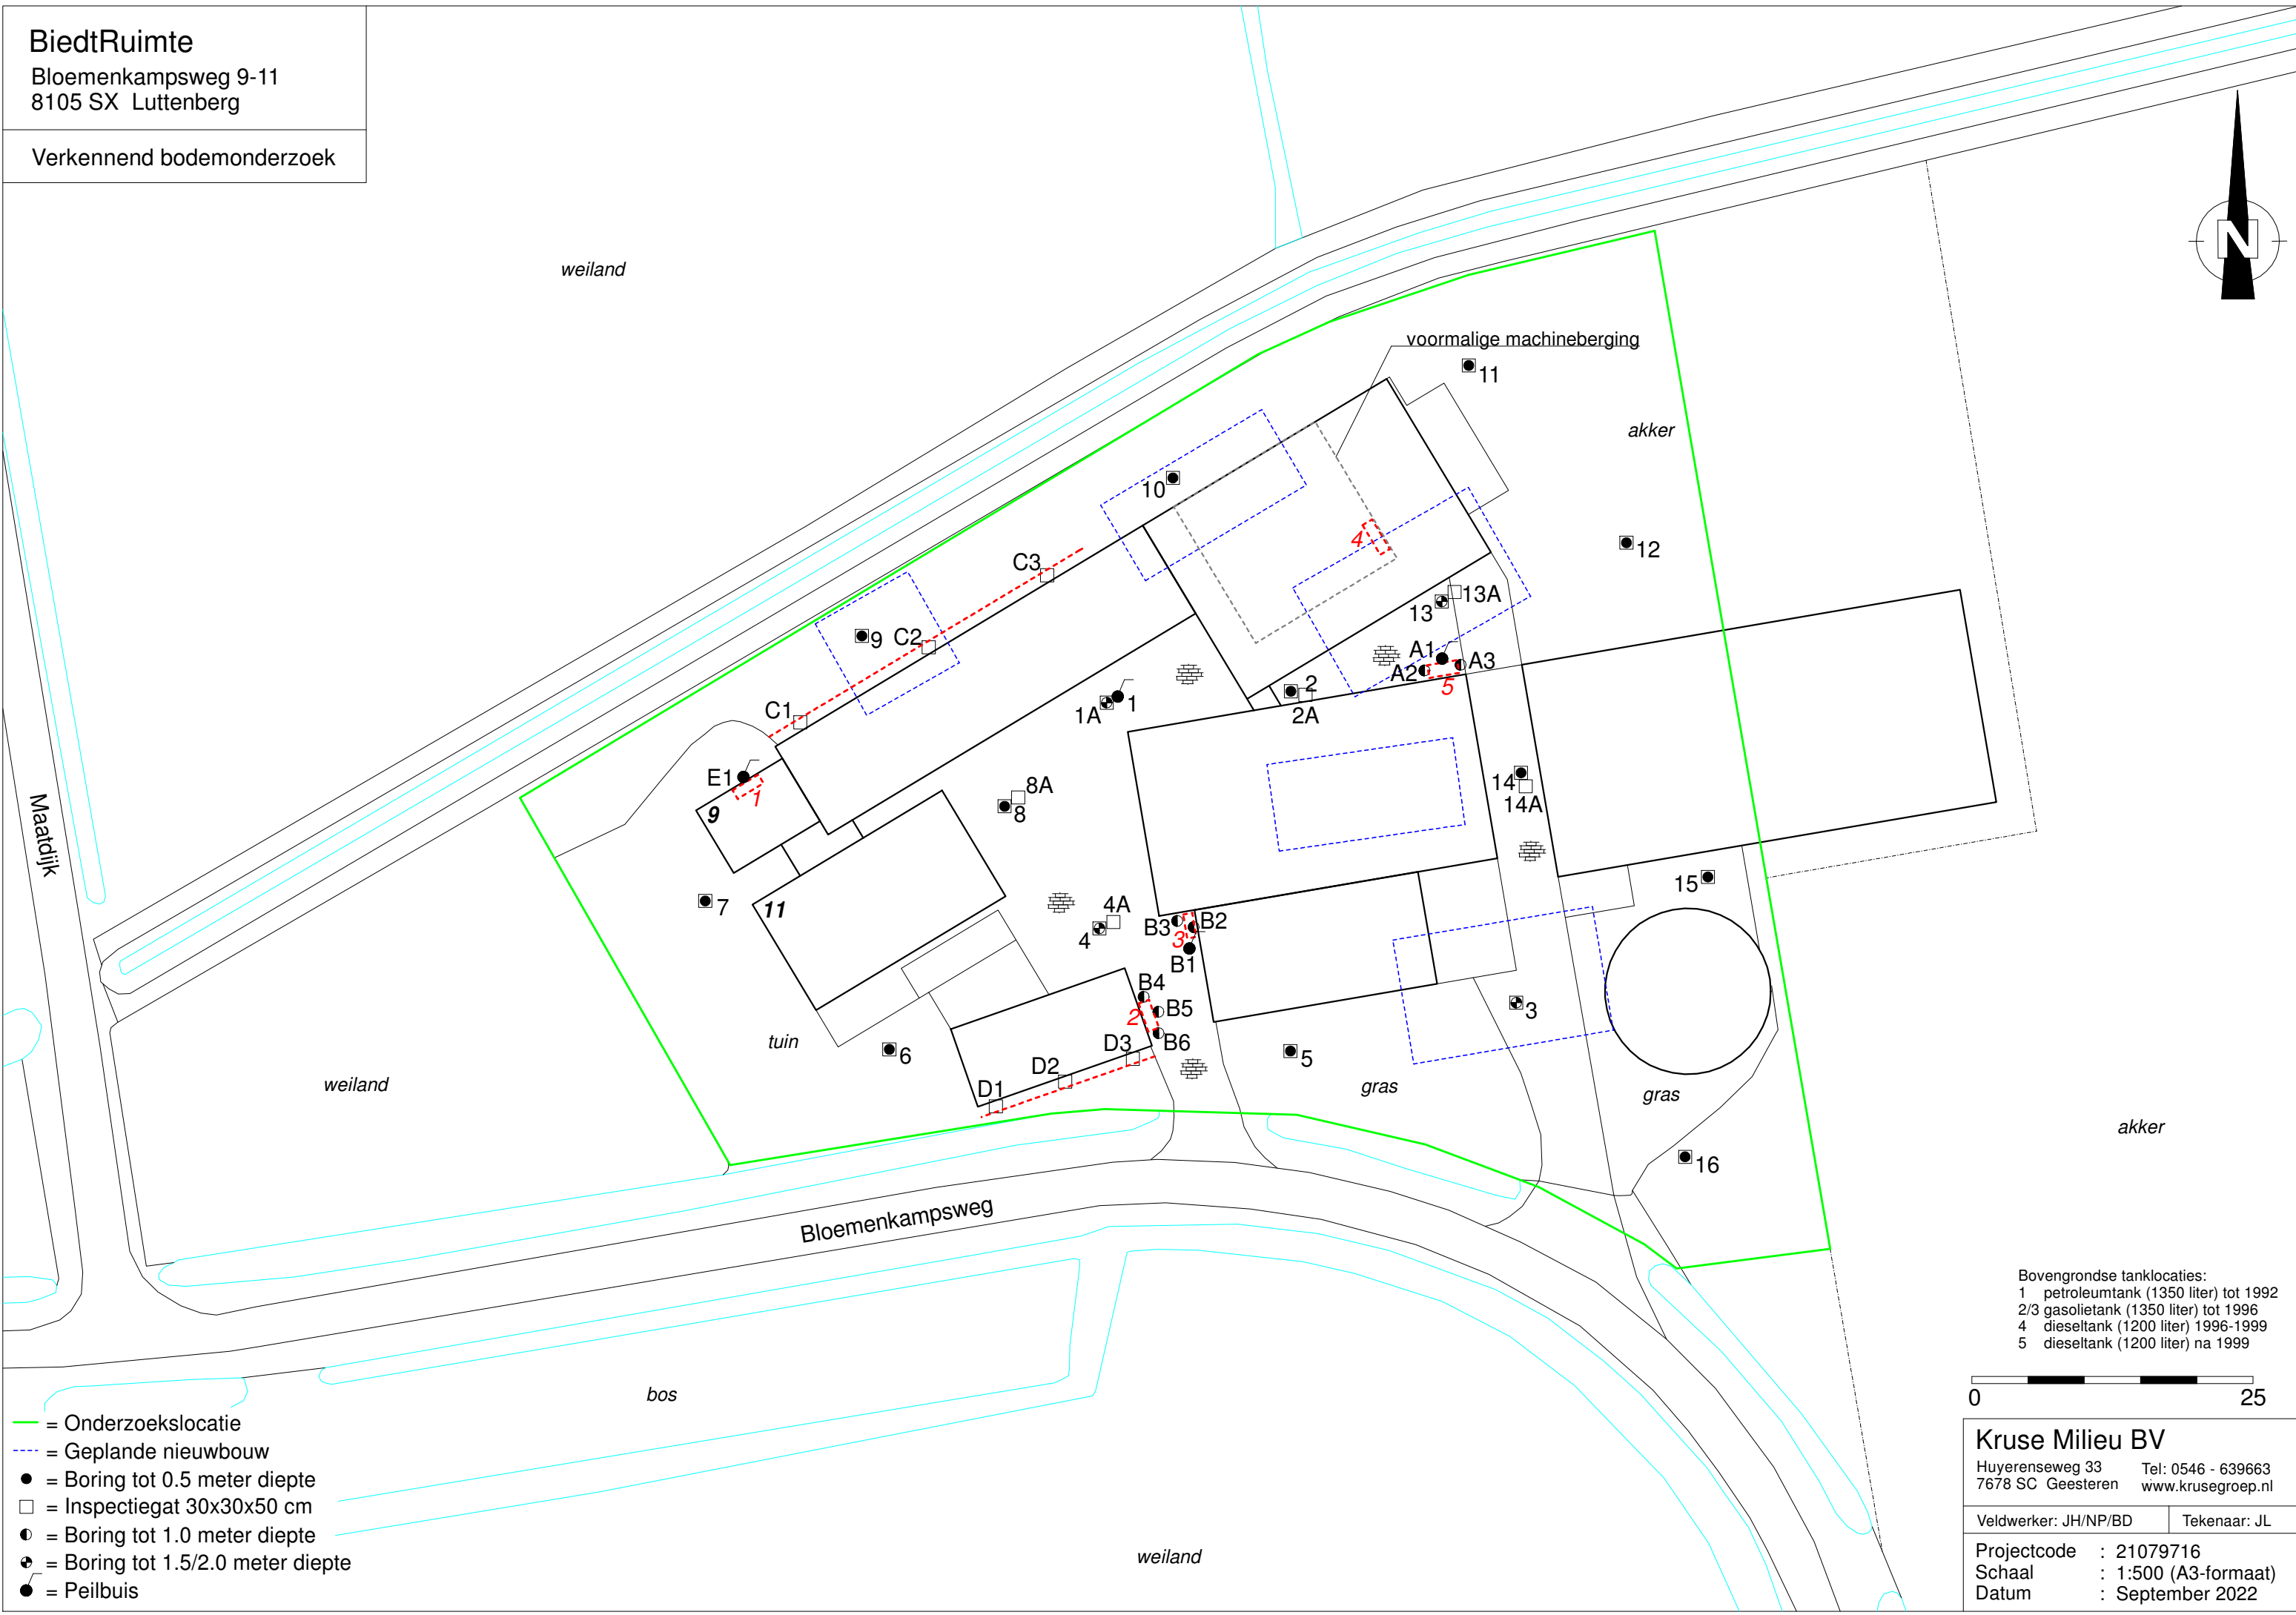 BiedtRuimte
Bloemenkampsweg 9-11
8105 SX Luttenberg
Verkennend bodemonderzoek
N
weiland
voormalige machineberging
11
akker
10
4
12
C3
13A
13
9
C2
A1
A3
A2
5
2
2A
1
1A
C1
E1
1
9
8A
8
14
14A
Maatdijk
15
7
11
4A
4
B3
B2
3
B1
B4
B5
2
B6
3
tuin
6
D3
D2
D1
5
gras
gras
weiland
akker
16
Bloemenkampsweg
bos
weiland
Bovengrondse tanklocaties:
1 petroleumtank (1350 liter) tot 1992
2/3 gasolietank (1350 liter) tot 1996
4 dieseltank (1200 liter) 1996-1999
5 dieseltank (1200 liter) na 1999
0 25
= Onderzoekslocatie
= Geplande nieuwbouw
= Boring tot 0.5 meter diepte
= Inspectiegat 30x30x50 cm
= Boring tot 1.0 meter diepte
= Boring tot 1.5/2.0 meter diepte
= Peilbuis
Kruse Milieu BV
Huyerenseweg 33 Tel: 0546 - 639663
7678 SC Geesteren www.krusegroep.nl
Veldwerker: JH/NP/BD Tekenaar: JL
Projectcode : 21079716
Schaal : 1:500 (A3-formaat)
Datum : September 2022